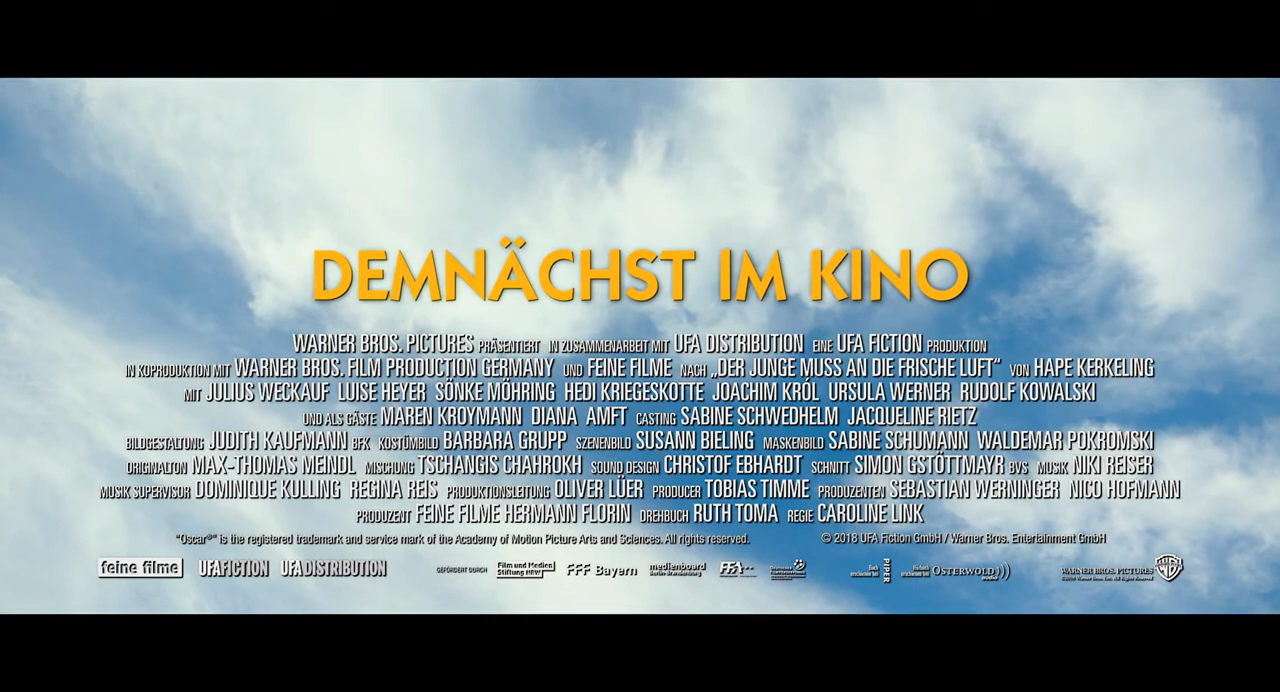 DEMNÄCHST IM KINO
WARNER BROS. PICTURES PRÄSENTIERT IN ZUSAMMENARBEIT MIT UFA DISTRIBUTION EINE UFA FICTION PRODUKTION
IN KOPRODUKTION MIT WARNER BROS. FILM PRODUCTION GERMANY UND FEINE FILME NACH „DER JUNGE MUSS AN DIE FRISCHE LUFT“ VON HAPE KERKELING
MIT JULIUS WECKAUF LUISE HEYER SÖNKE MÖHRING HEDI KRIEGESKOTTE JOACHIM KRÓL URSULA WERNER RUDOLF KOWALSKI
UND ALS GÄSTE MAREN KROYMANN DIANA AMFT CASTING SABINE SCHWEDHELM JACQUELINE RIETZ
BILDGESTALTUNG JUDITH KAUFMANN BFK KOSTÜMBILD BARBARA GRUPP SZENENBILD SUSANN BIELING MASKENBILD SABINE SCHUMANN WALDEMAR POKROMSKI
ORIGINALTON MAX-THOMAS MEINDL MISCHUNG TSCHANGIS CHAHROKH SOUND DESIGN CHRISTOF EBHARDT SCHNITT SIMON GSTÖTTMAYR BVS MUSIK NIKI REISER
MUSIK SUPERVISOR DOMINIQUE KULLING REGINA REIS PRODUKTIONSLEITUNG OLIVER LÜER PRODUCER TOBIAS TIMME PRODUZENTEN SEBASTIAN WERNINGER NICO HOFMANN
PRODUZENT FEINE FILME HERMANN FLORIN DREHBUCH RUTH TOMA REGIE CAROLINE LINK
"Oscar®" is the registered trademark and service mark of the Academy of Motion Picture Arts and Sciences. All rights reserved. © 2018 UFA Fiction GmbH / Warner Bros. Entertainment GmbH
feine filme UFAFICTION UFADISTRIBUTION GEFÖRDERT DURCH Film und Medien Stiftung NRW FFF Bayern medienboard Berlin-Brandenburg FFA Buch erschienen bei PIPER Hörbuch erschienen bei OSTERWOLD audio WARNER BROS. PICTURES